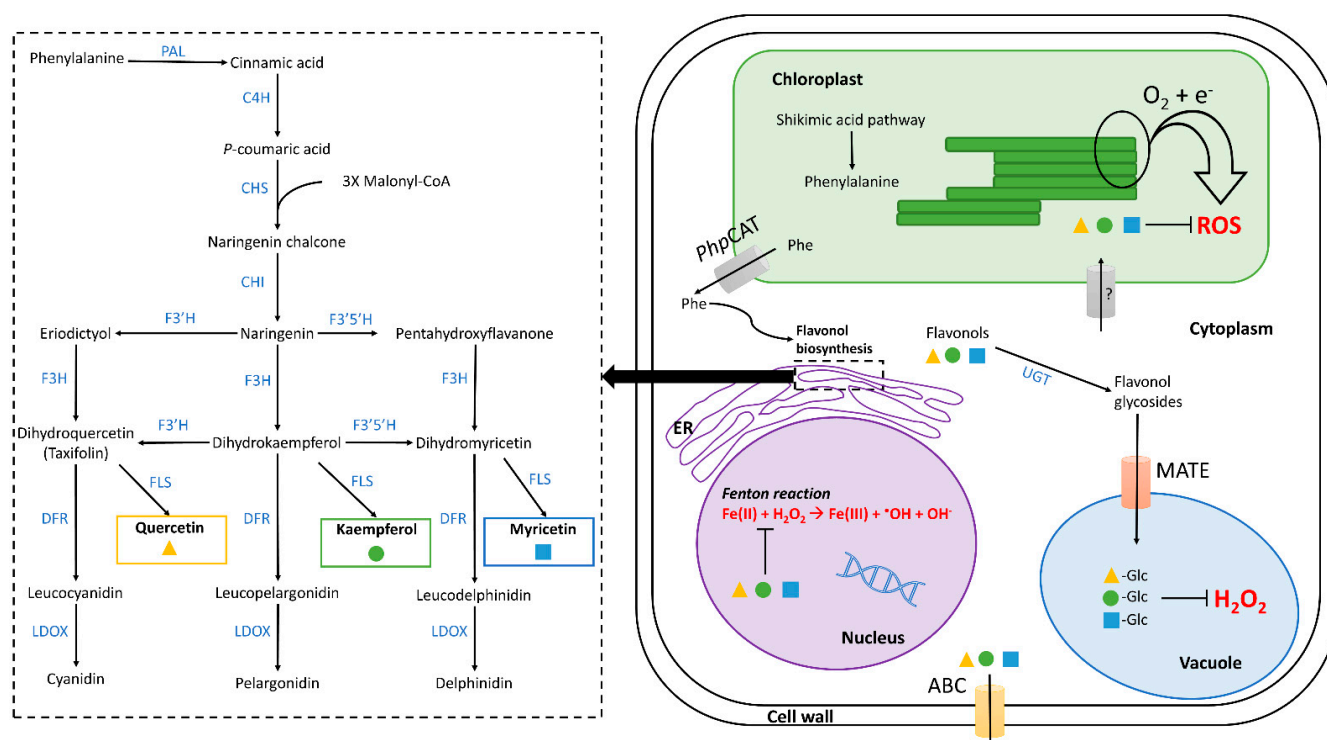 Phenylalanine
PAL
Cinnamic acid
C4H
P-coumaric acid
CHS
3X Malonyl-CoA
Naringenin chalcone
CHI
Eriodictyol
F3'H
Naringenin
F3'5'H
Pentahydroxyflavanone
F3H
F3H
F3H
Dihydroquercetin
(Taxifolin)
F3'H
Dihydrokaempferol
F3'5'H
Dihydromyricetin
FLS
FLS
FLS
DFR
Quercetin
DFR
Kaempferol
DFR
Myricetin
Leucocyanidin
Leucopelargonidin
Leucodelphinidin
LDOX
LDOX
LDOX
Cyanidin
Pelargonidin
Delphinidin
Chloroplast
O₂ + e⁻
Shikimic acid pathway
Phenylalanine
ROS
PhpCAT
Phe
Phe
?
Cytoplasm
Flavonol
biosynthesis
Flavonols
UGT
Flavonol
glycosides
ER
MATE
Fenton reaction
Fe(II) + H₂O₂ → Fe(III) + •OH + OH⁻
-Glc
-Glc
-Glc
H₂O₂
Nucleus
Vacuole
ABC
Cell wall